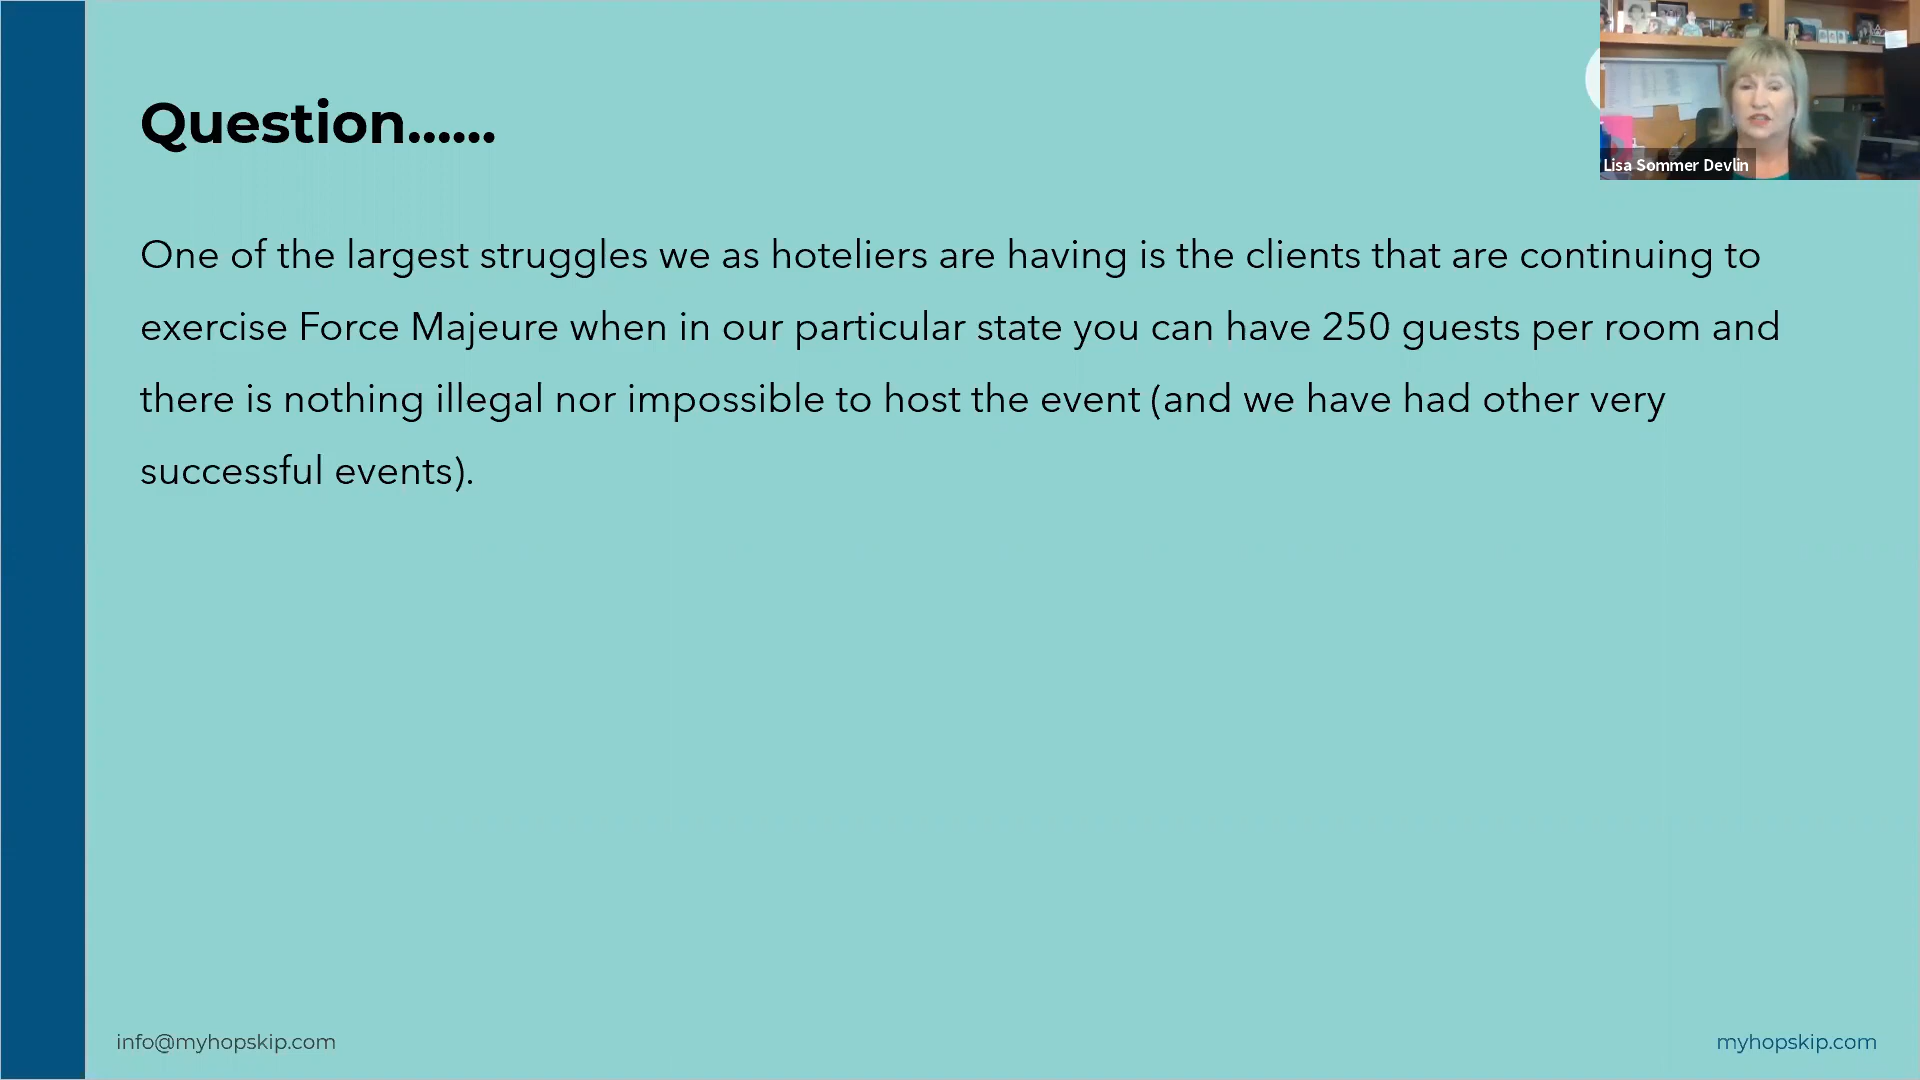 Question......
Lisa Sommer Devlin
One of the largest struggles we as hoteliers are having is the clients that are continuing to
exercise Force Majeure when in our particular state you can have 250 guests per room and
there is nothing illegal nor impossible to host the event (and we have had other very
successful events).
info@myhopskip.com
myhopskip.com